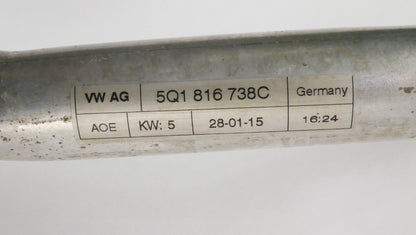 VW AG 5Q1 816 738C Germany
AOE KW: 5 28-01-15 16:24